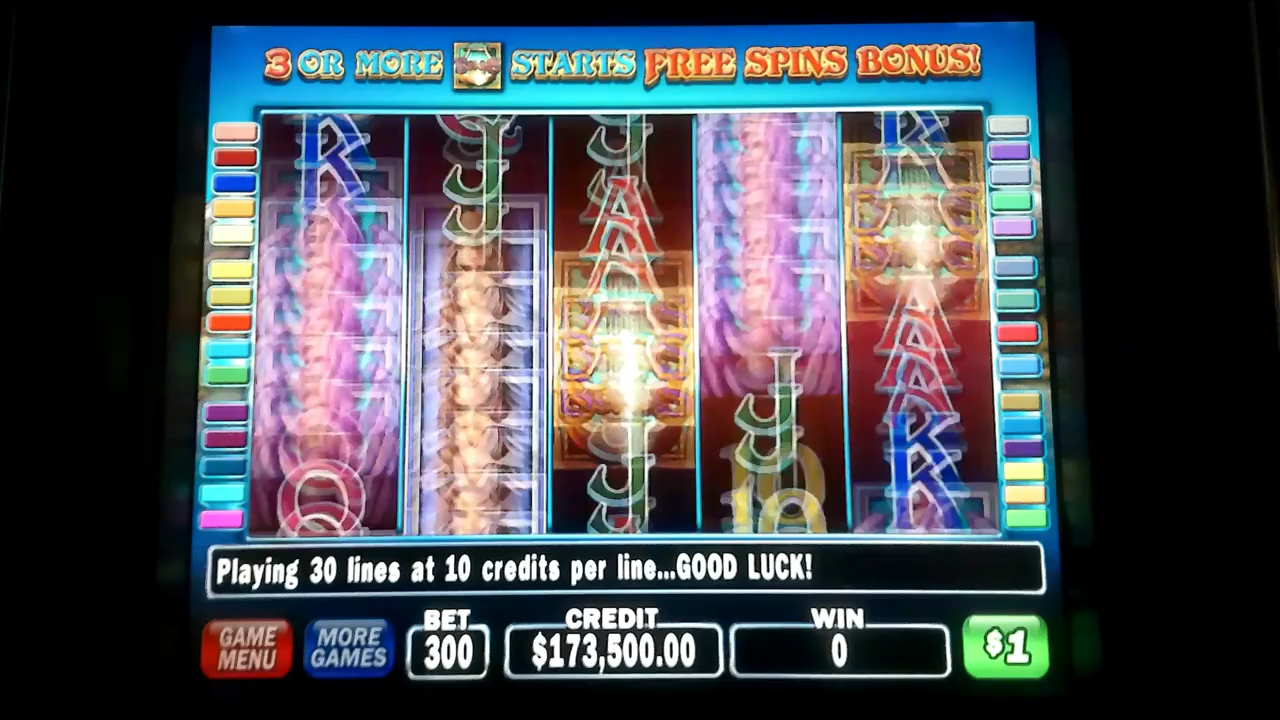 3 OR MORE STARTS FREE SPINS BONUS!
K J J K
A
Q J J A
10 K
Playing 30 lines at 10 credits per line...GOOD LUCK!
BET CREDIT WIN
GAME MENU MORE GAMES 300 $173,500.00 0 $1